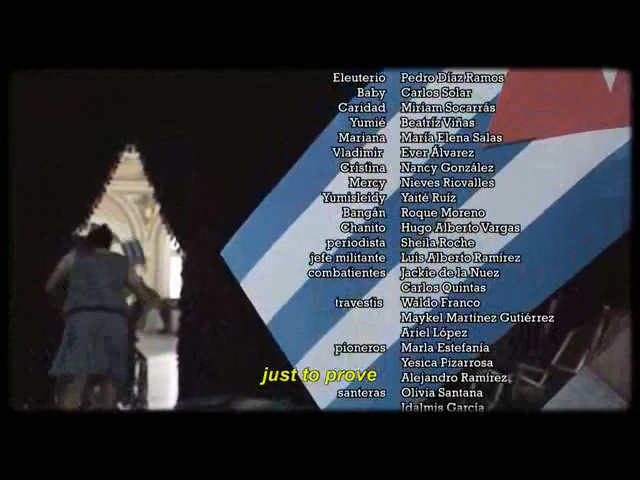 Eleuterio Pedro Díaz Ramos
Baby Carlos Solar
Caridad Miriam Socarrás
Yumié Beatríz Viñas
Mariana María Elena Salas
Vladimir Ever Álvarez
Cristina Nancy González
Mercy Nieves Riovalles
Yumisleidy Yaité Ruíz
Bangán Roque Moreno
Chanito Hugo Alberto Vargas
periodista Sheila Roche
jefe militante Luis Alberto Ramírez
combatientes Jackie de la Nuez
Carlos Quintas
travestis Waldo Franco
Maykel Martínez Gutiérrez
Ariel López
pioneros Marla Estefanía
Yesica Pizarrosa
just to prove
Alejandro Ramírez
santeras Olivia Santana
Idalmis García